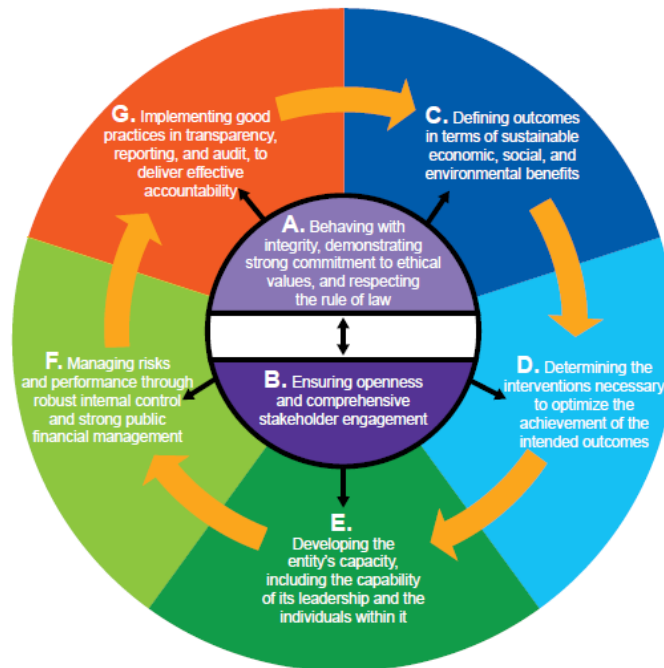 A. Behaving with
integrity, demonstrating
strong commitment to ethical
values, and respecting
the rule of law
B. Ensuring openness
and comprehensive
stakeholder engagement
C. Defining outcomes
in terms of sustainable
economic, social, and
environmental benefits
D. Determining the
interventions necessary
to optimize the
achievement of the
intended outcomes
E.
Developing the
entity's capacity,
including the capability
of its leadership and the
individuals within it
F. Managing risks
and performance through
robust internal control
and strong public
financial management
G. Implementing good
practices in transparency,
reporting, and audit, to
deliver effective
accountability